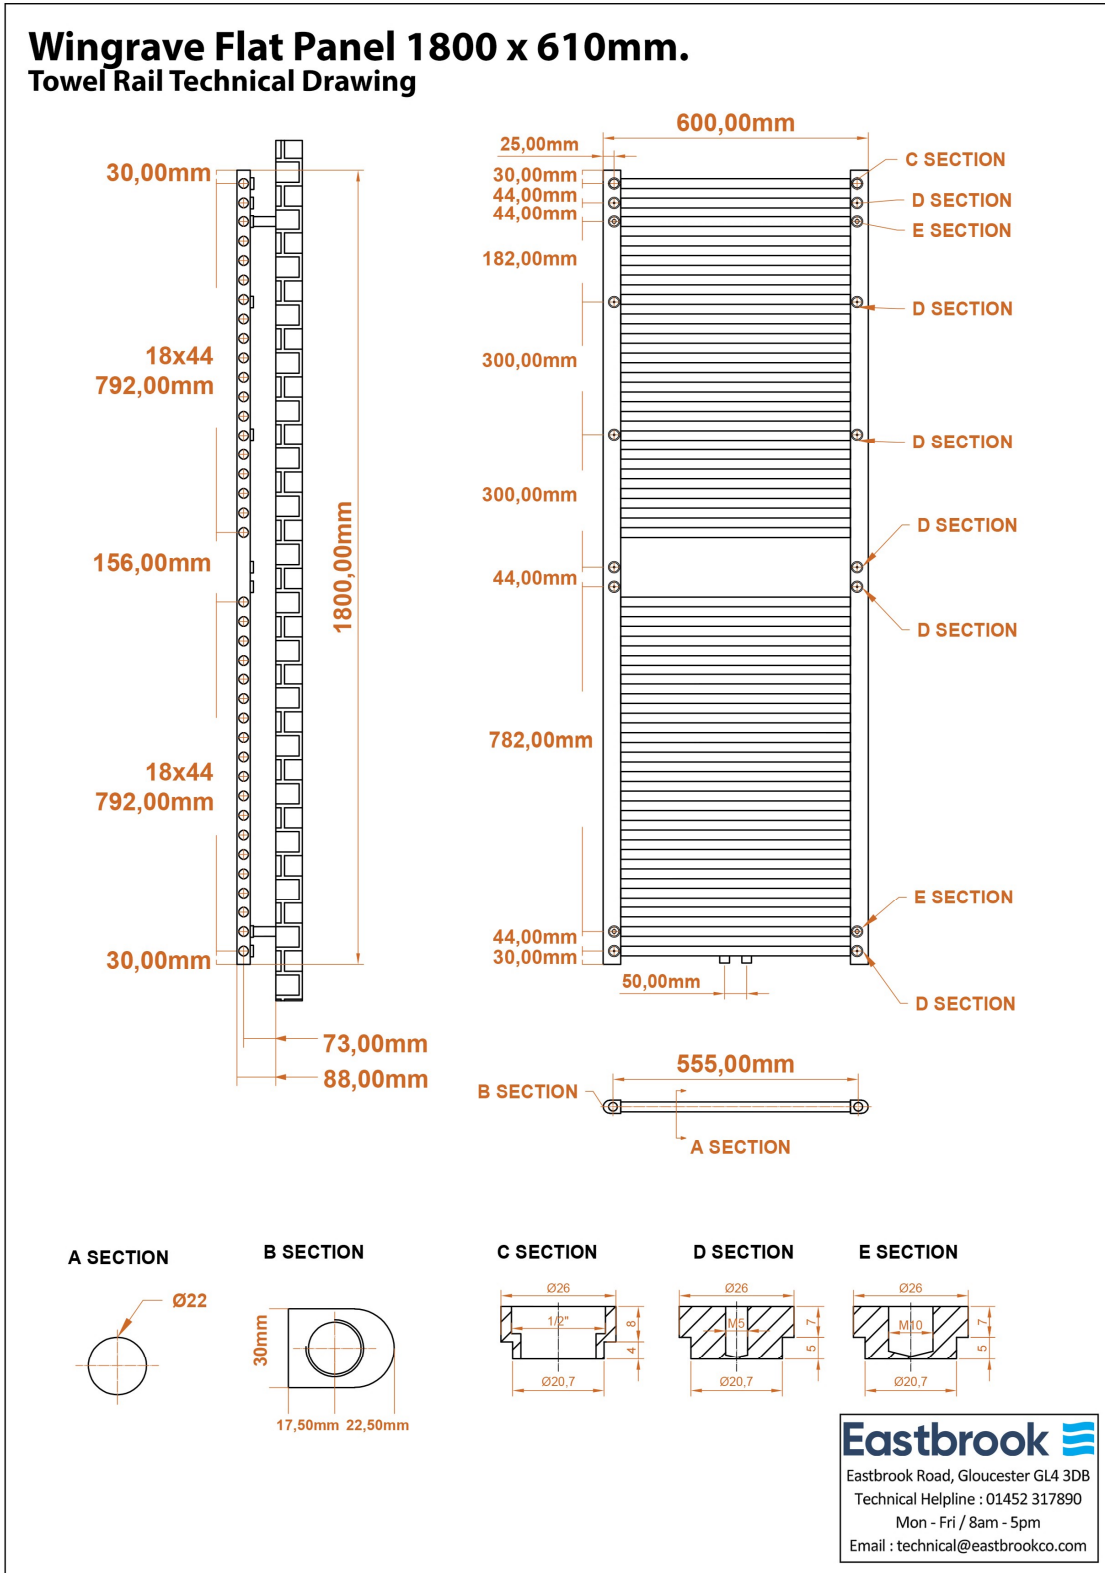 Wingrave Flat Panel 1800 x 610mm.
Towel Rail Technical Drawing
30,00mm
18x44
792,00mm
156,00mm
1800,00mm
18x44
792,00mm
30,00mm
73,00mm
88,00mm
600,00mm
25,00mm
30,00mm
44,00mm
44,00mm
182,00mm
300,00mm
300,00mm
44,00mm
782,00mm
44,00mm
30,00mm
50,00mm
C SECTION
D SECTION
E SECTION
D SECTION
D SECTION
D SECTION
D SECTION
E SECTION
D SECTION
555,00mm
B SECTION
A SECTION
A SECTION
Ø22
B SECTION
30mm
17,50mm 22,50mm
C SECTION
Ø26
1/2"
8
4
Ø20,7
D SECTION
Ø26
M5
7
5
Ø20,7
E SECTION
Ø26
M10
7
5
Ø20,7
Eastbrook
Eastbrook Road, Gloucester GL4 3DB
Technical Helpline : 01452 317890
Mon - Fri / 8am - 5pm
Email : technical@eastbrookco.com